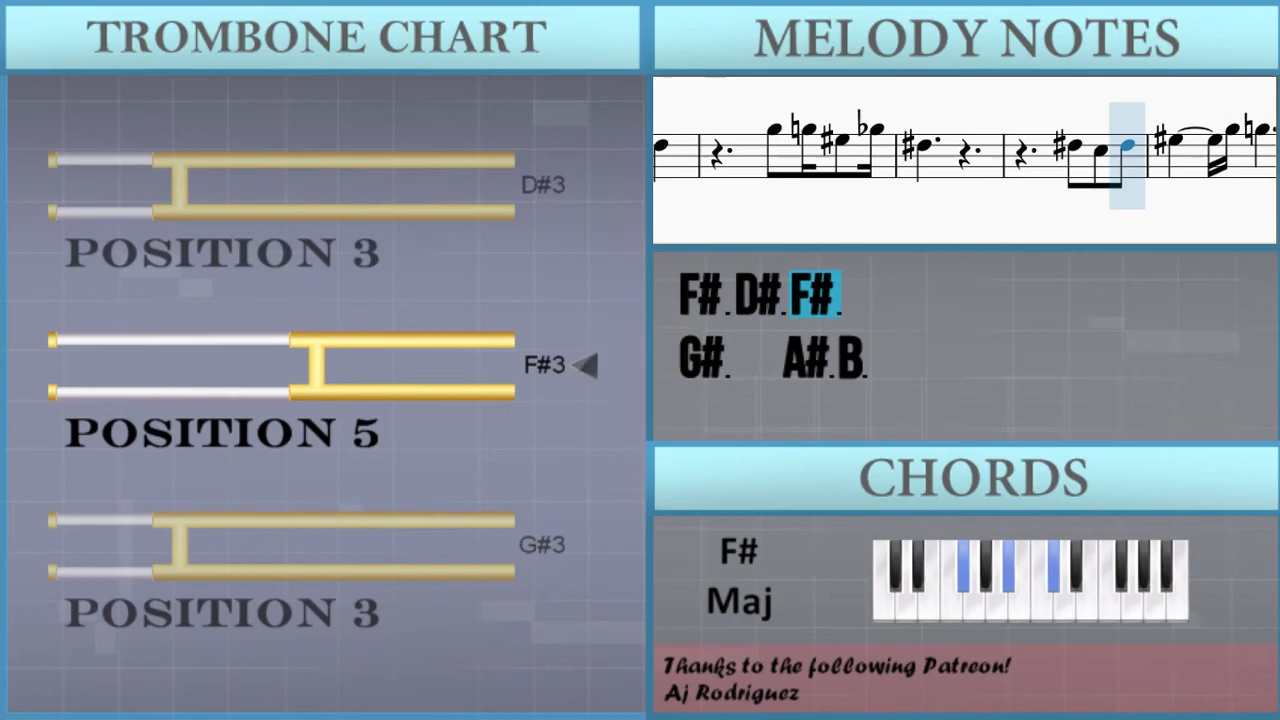 TROMBONE CHART
D#3
POSITION 3
F#3
POSITION 5
G#3
POSITION 3
MELODY NOTES
F#. D#. F#.
G#. A#. B.
CHORDS
F#
Maj
Thanks to the following Patreon!
Aj Rodriguez